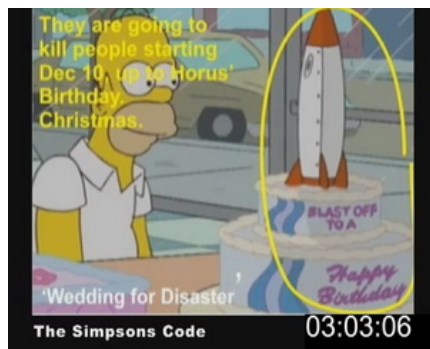 They are going to
kill people starting
Dec 10, up to Horus'
Birthday.
Christmas.
BLAST OFF
TO A
Happy
Birthday
'Wedding for Disaster'
The Simpsons Code
03:03:06